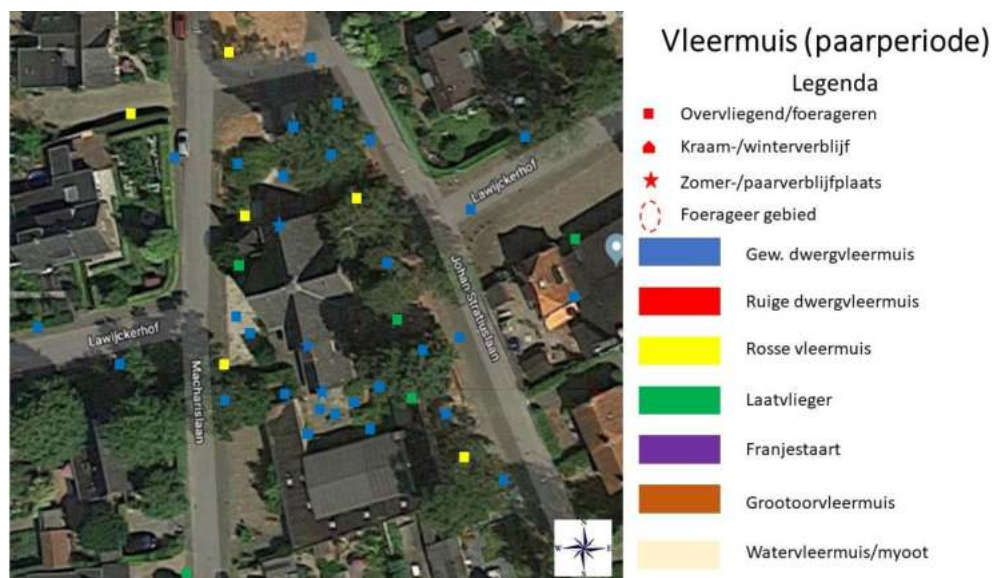 Vleermuis (paarperiode)
Legenda
Overvliegend/foerageren
Kraam-/winterverblijf
Zomer-/paarverblijfplaats
Foerageer gebied
Gew. dwergvleermuis
Ruige dwergvleermuis
Rosse vleermuis
Laatvlieger
Franjestaart
Grootoorvleermuis
Watervleermuis/myoot
Lawijckerhof
Johan Stratiuslaan
Lawijckerhof
Macharislaan
N
W
E
S